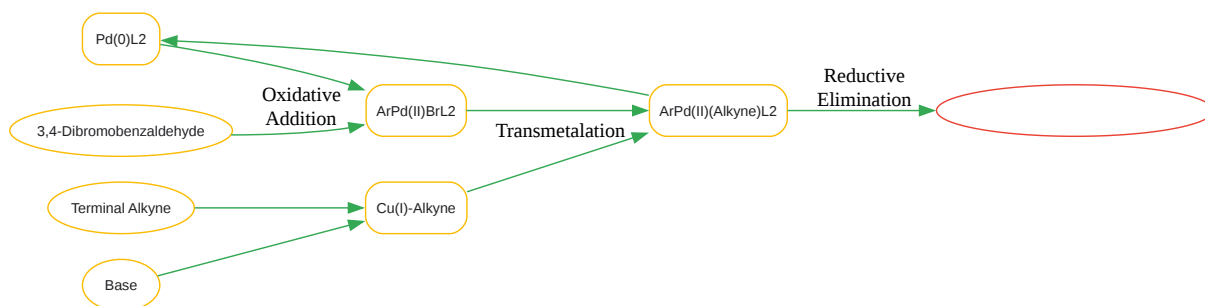 Pd(0)L2
Oxidative
Addition
3,4-Dibromobenzaldehyde
ArPd(II)BrL2
Transmetalation
ArPd(II)(Alkyne)L2
Reductive
Elimination
Terminal Alkyne
Cu(I)-Alkyne
Base